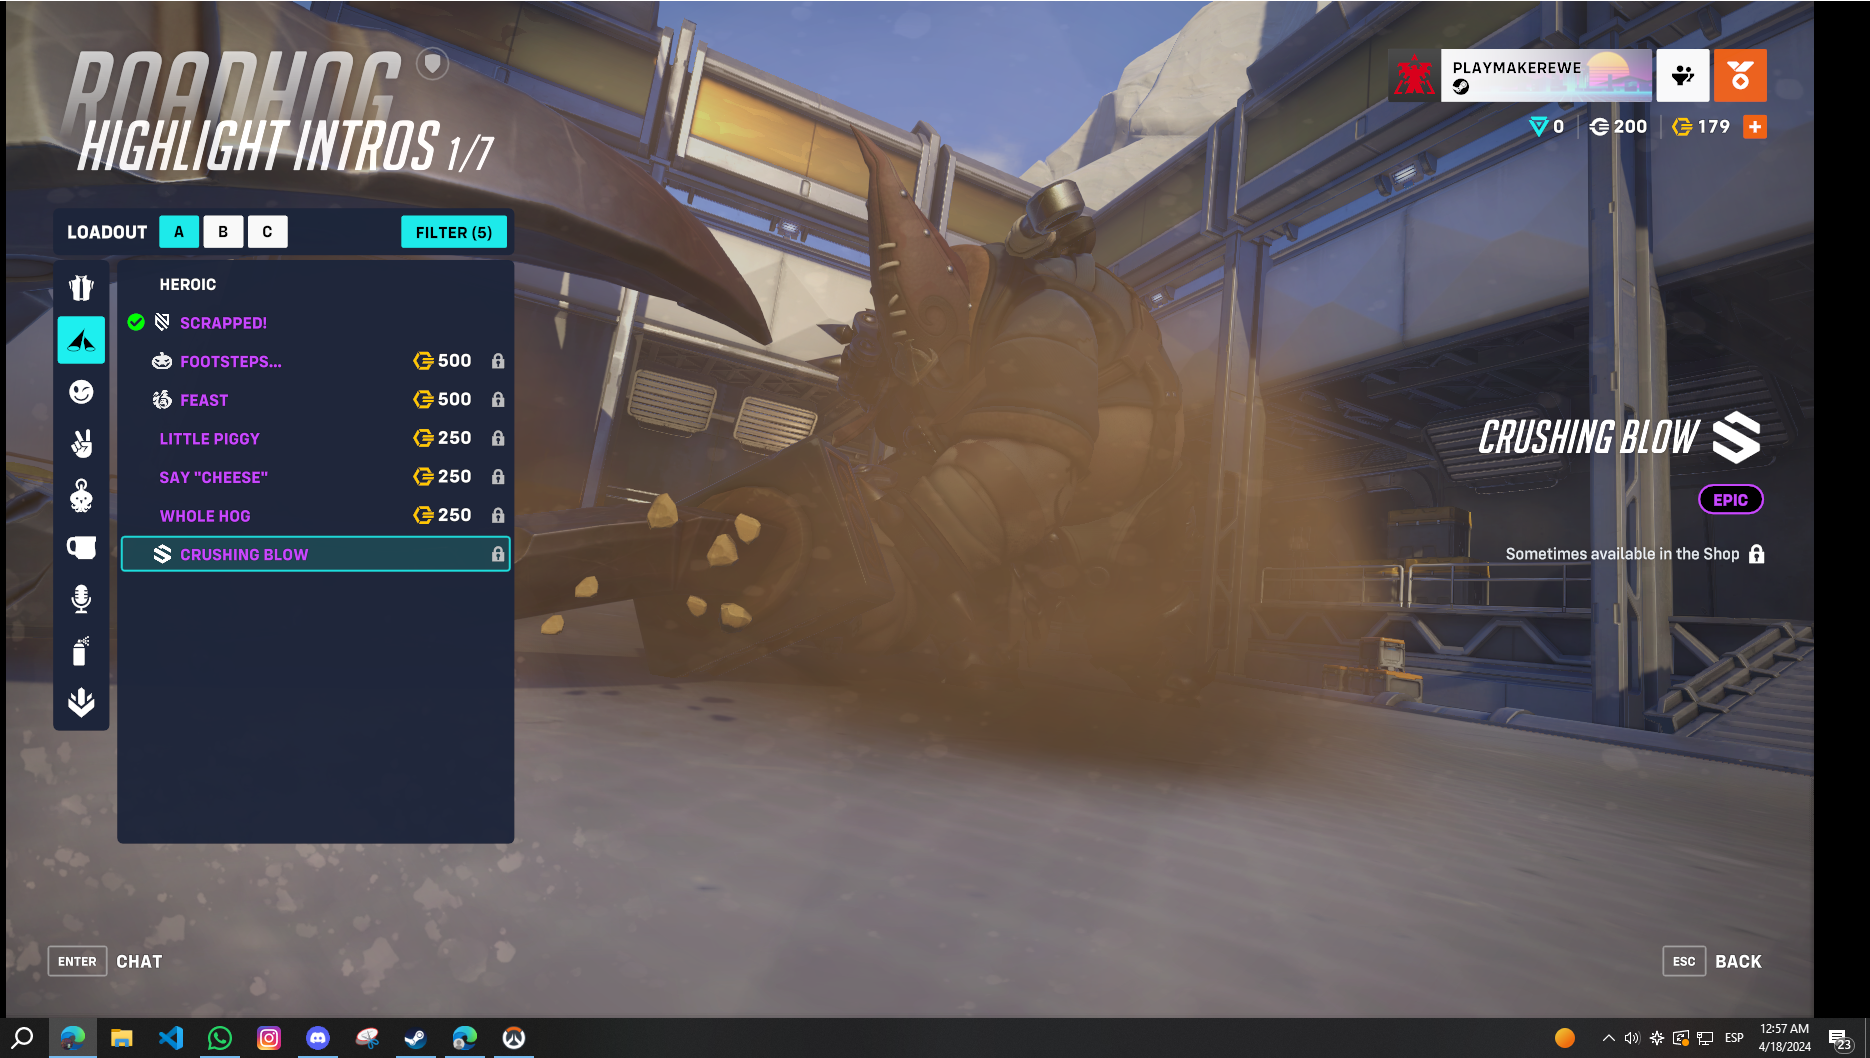 ROADHOG
HIGHLIGHT INTROS 1/7
PLAYMAKEREWE
0 200 179
LOADOUT A B C FILTER (5)
HEROIC
SCRAPPED!
FOOTSTEPS... 500
FEAST 500
LITTLE PIGGY 250
SAY "CHEESE" 250
WHOLE HOG 250
CRUSHING BLOW
CRUSHING BLOW
EPIC
Sometimes available in the Shop
ENTER CHAT
ESC BACK
ESP
12:57 AM
4/18/2024
23